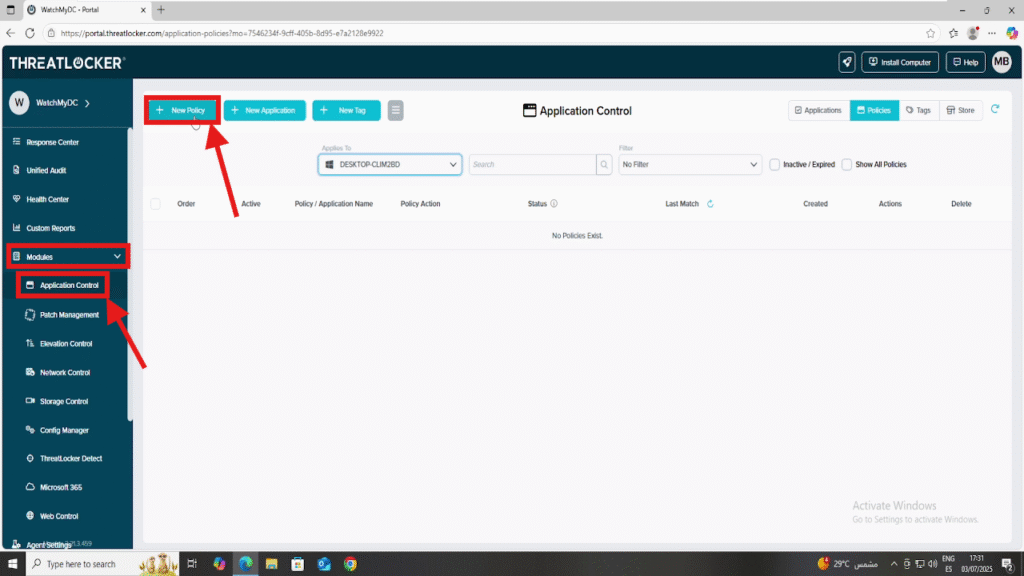 WatchMyDC - Portal
https://portal.threatlocker.com/application-policies?mo=7546234f-9cff-405b-8d95-e7a2128e9922
THREATLOCKER
Install Computer
Help
MB
W
WatchMyDC
New Policy
New Application
New Tag
Application Control
Applications
Policies
Tags
Store
Response Center
Unified Audit
Health Center
Custom Reports
Modules
Application Control
Patch Management
Elevation Control
Network Control
Storage Control
Config Manager
ThreatLocker Detect
Microsoft 365
Web Control
Agent Settings
Applies To
DESKTOP-CLIM2BD
Search
Filter
No Filter
Inactive / Expired
Show All Policies
Order
Active
Policy / Application Name
Policy Action
Status
Last Match
Created
Actions
Delete
No Policies Exist.
Activate Windows
Go to Settings to activate Windows.
Type here to search
29°C
مشمس
ENG
ES
17:31
03/07/2025
2